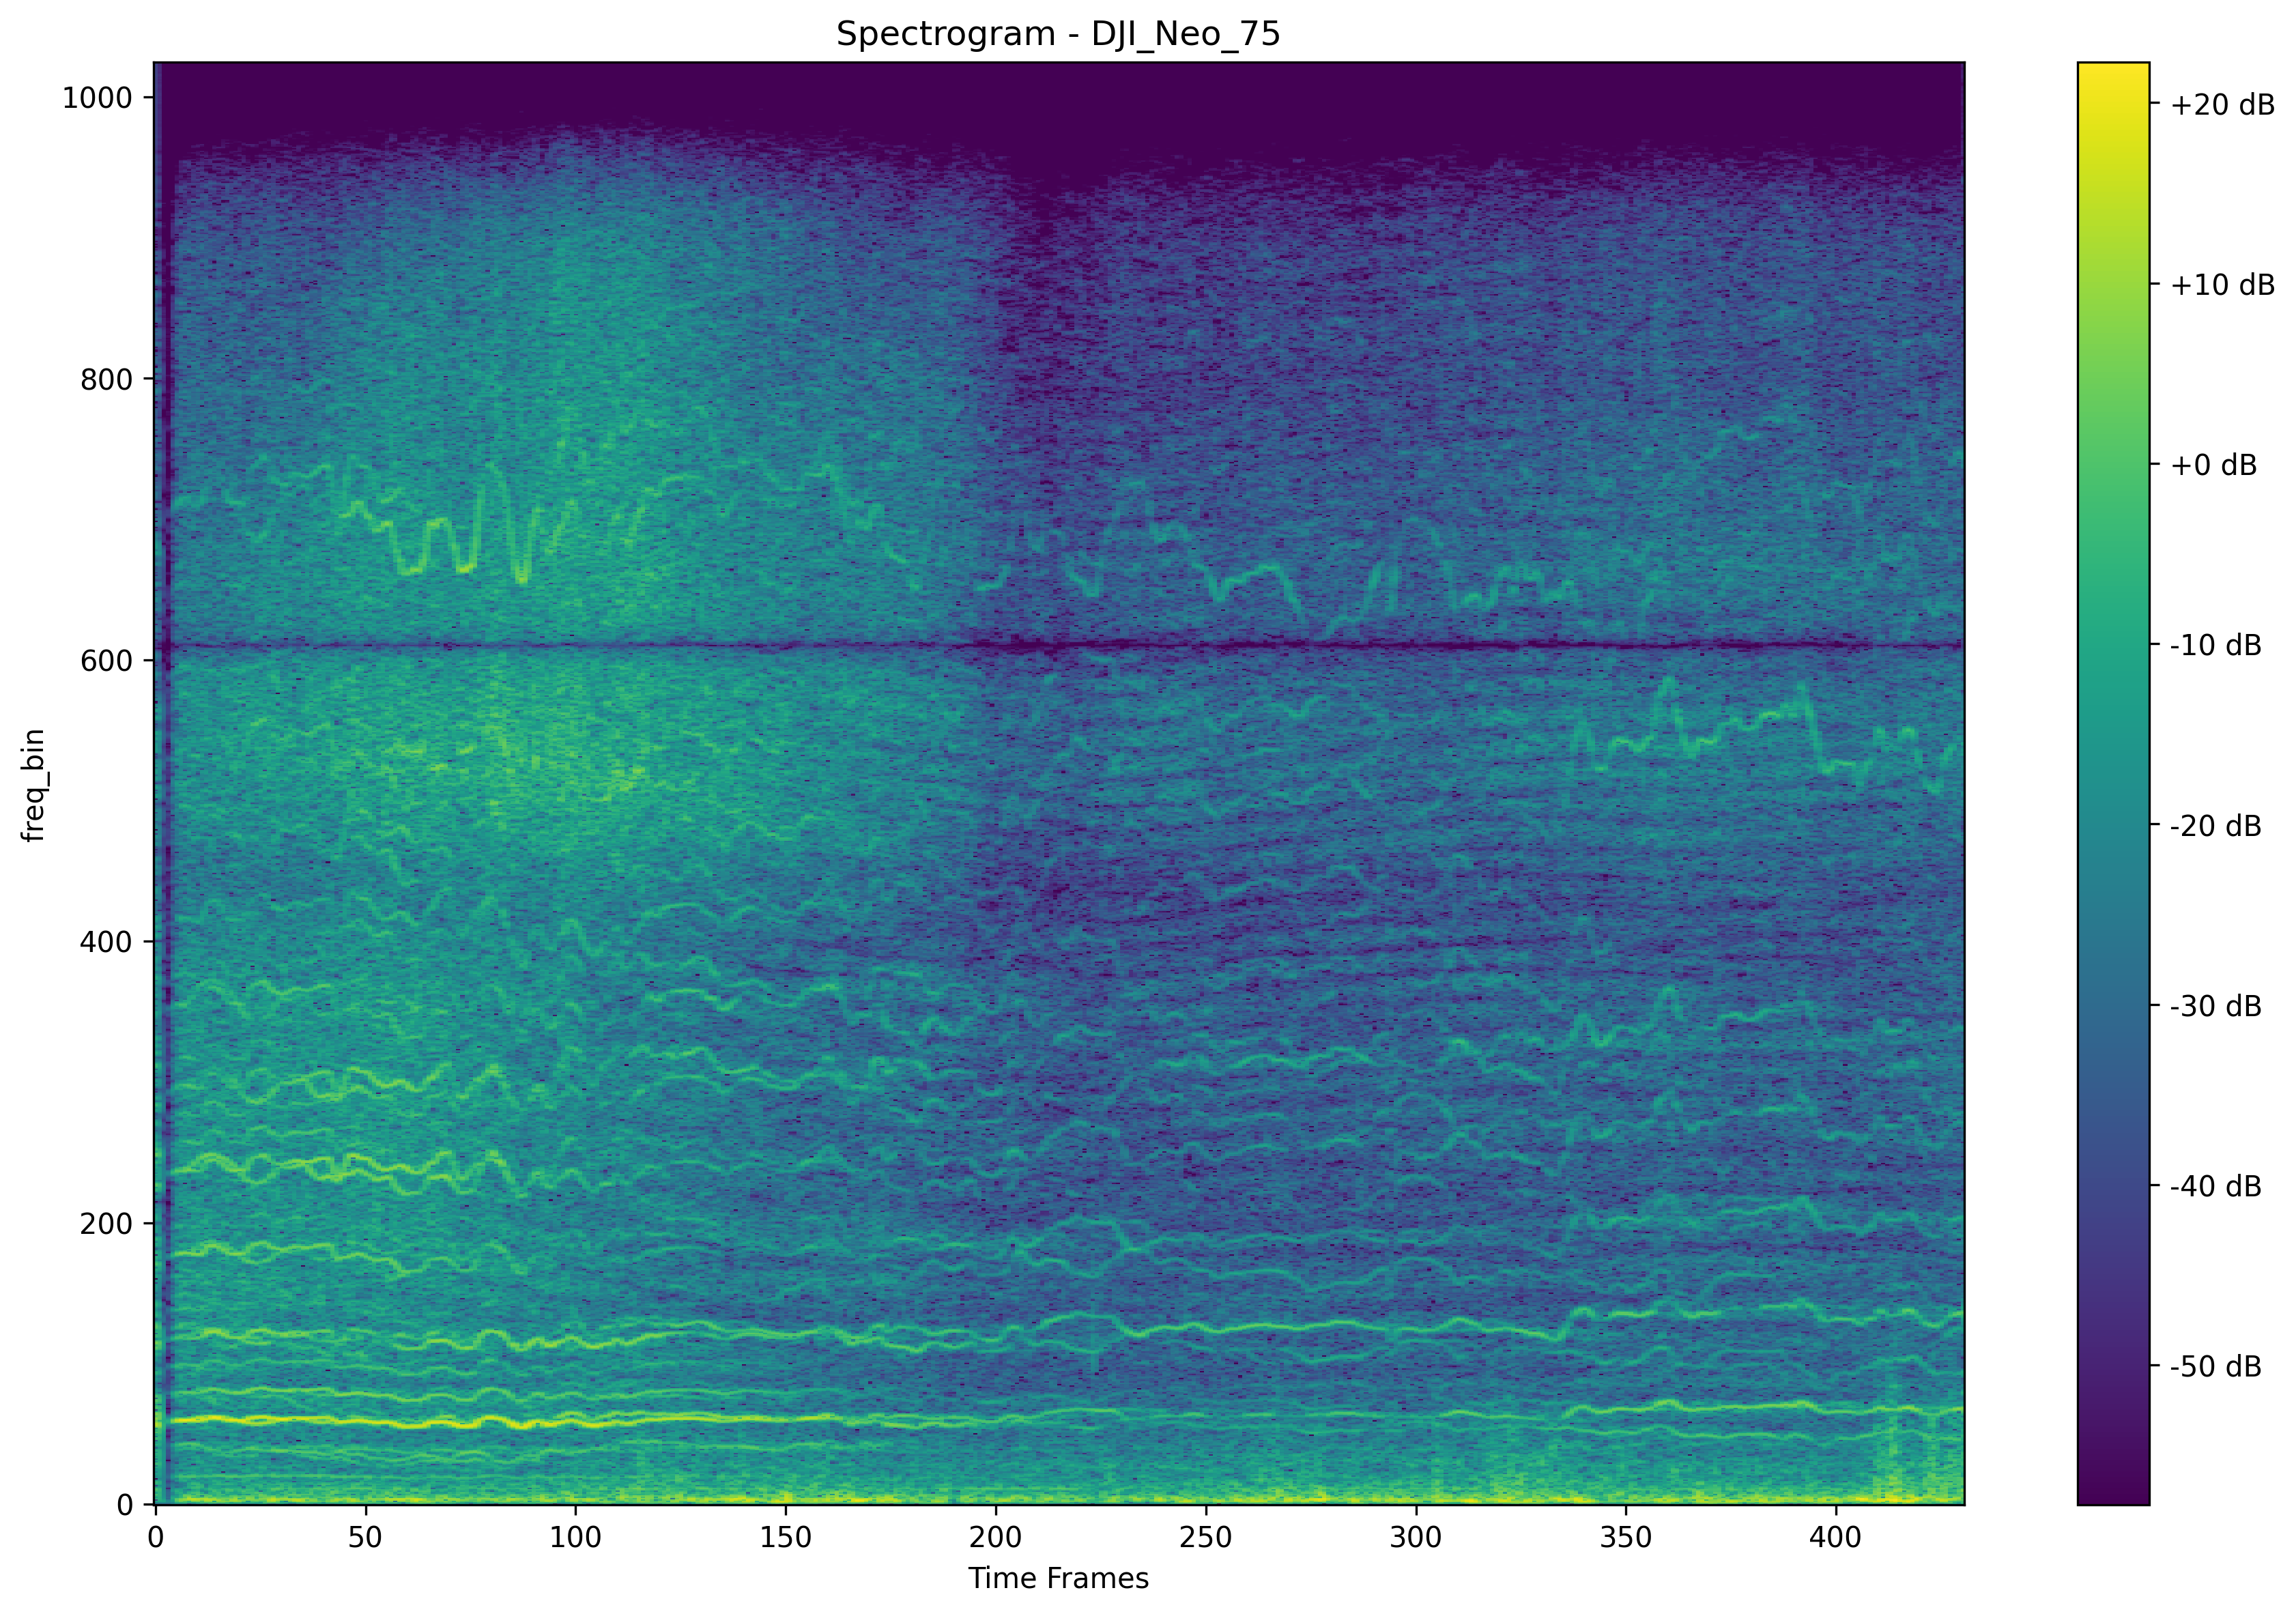 Spectrogram - DJI_Neo_75
1000
800
600
400
200
0
freq_bin
0 50 100 150 200 250 300 350 400
Time Frames
+20 dB
+10 dB
+0 dB
-10 dB
-20 dB
-30 dB
-40 dB
-50 dB